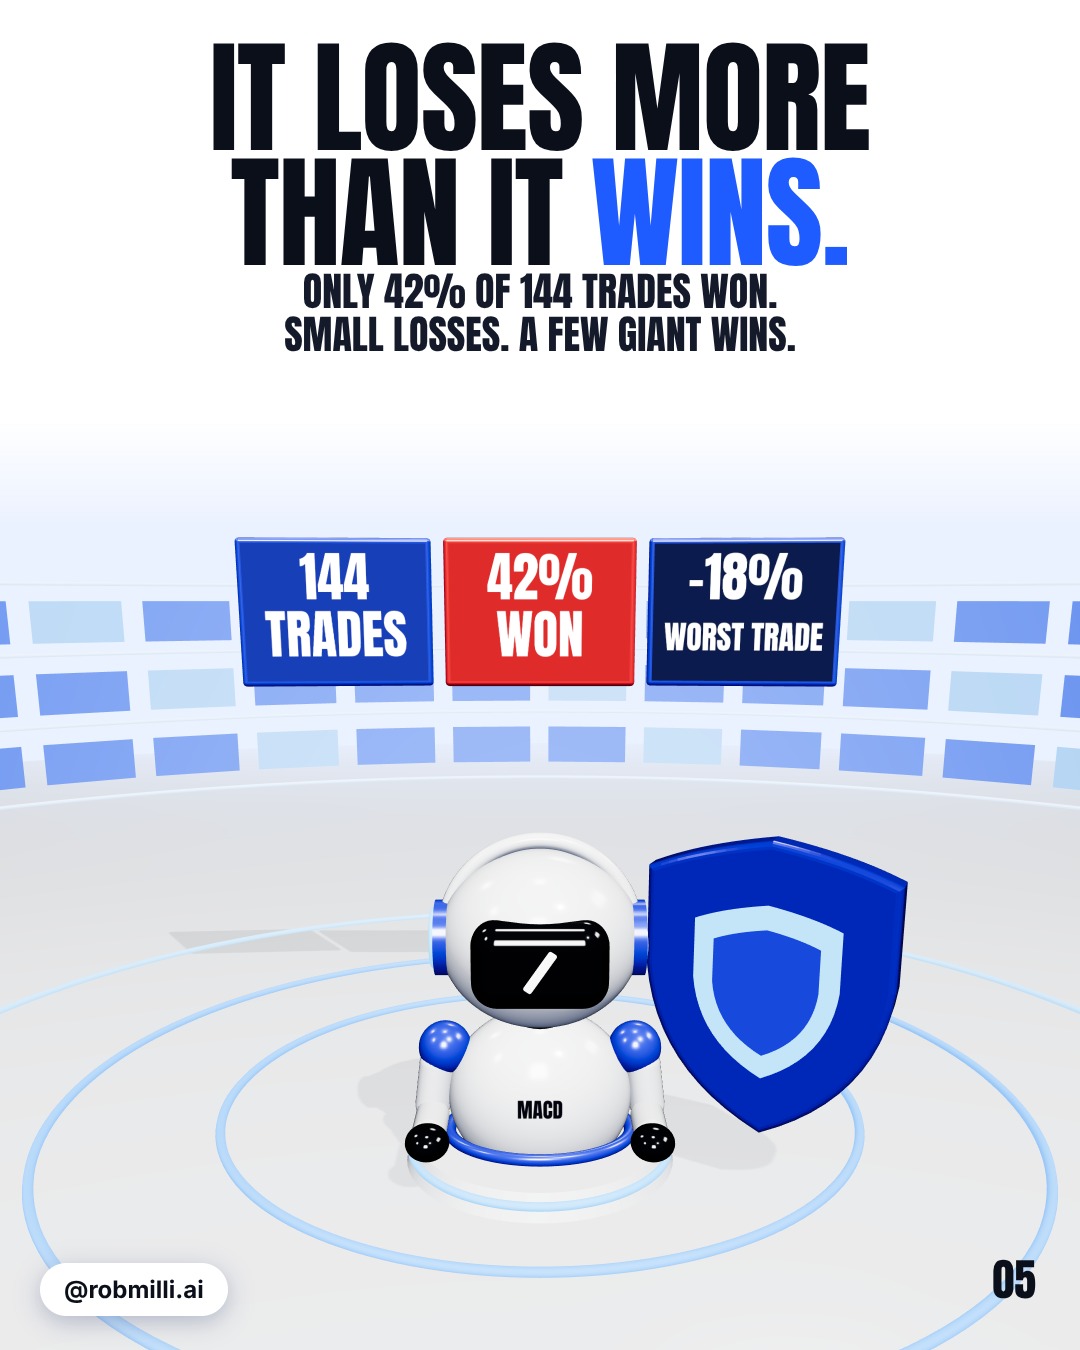 IT LOSES MORE
THAN IT WINS.
ONLY 42% OF 144 TRADES WON.
SMALL LOSSES. A FEW GIANT WINS.
144
TRADES
42%
WON
-18%
WORST TRADE
MACD
@robmilli.ai
05